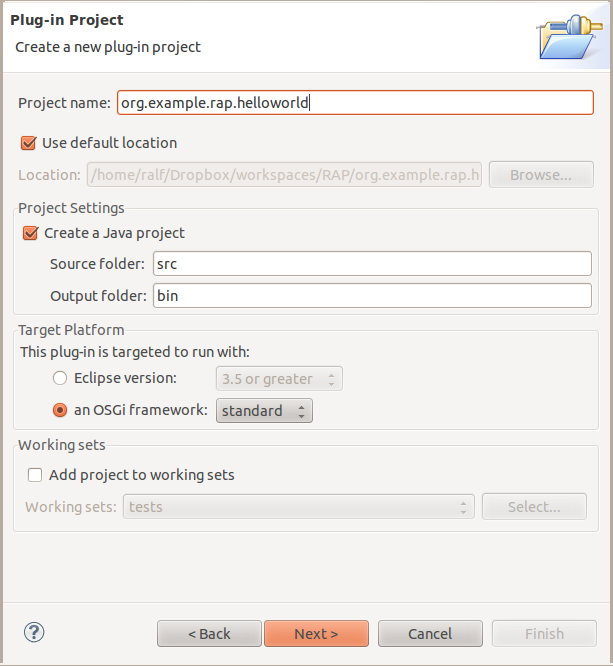 Plug-in Project
Create a new plug-in project
Project name: org.example.rap.helloworld
Use default location
Location: /home/ralf/Dropbox/workspaces/RAP/org.example.rap.h Browse...
Project Settings
Create a Java project
Source folder: src
Output folder: bin
Target Platform
This plug-in is targeted to run with:
Eclipse version: 3.5 or greater
an OSGi framework: standard
Working sets
Add project to working sets
Working sets: tests Select...
? < Back Next > Cancel Finish